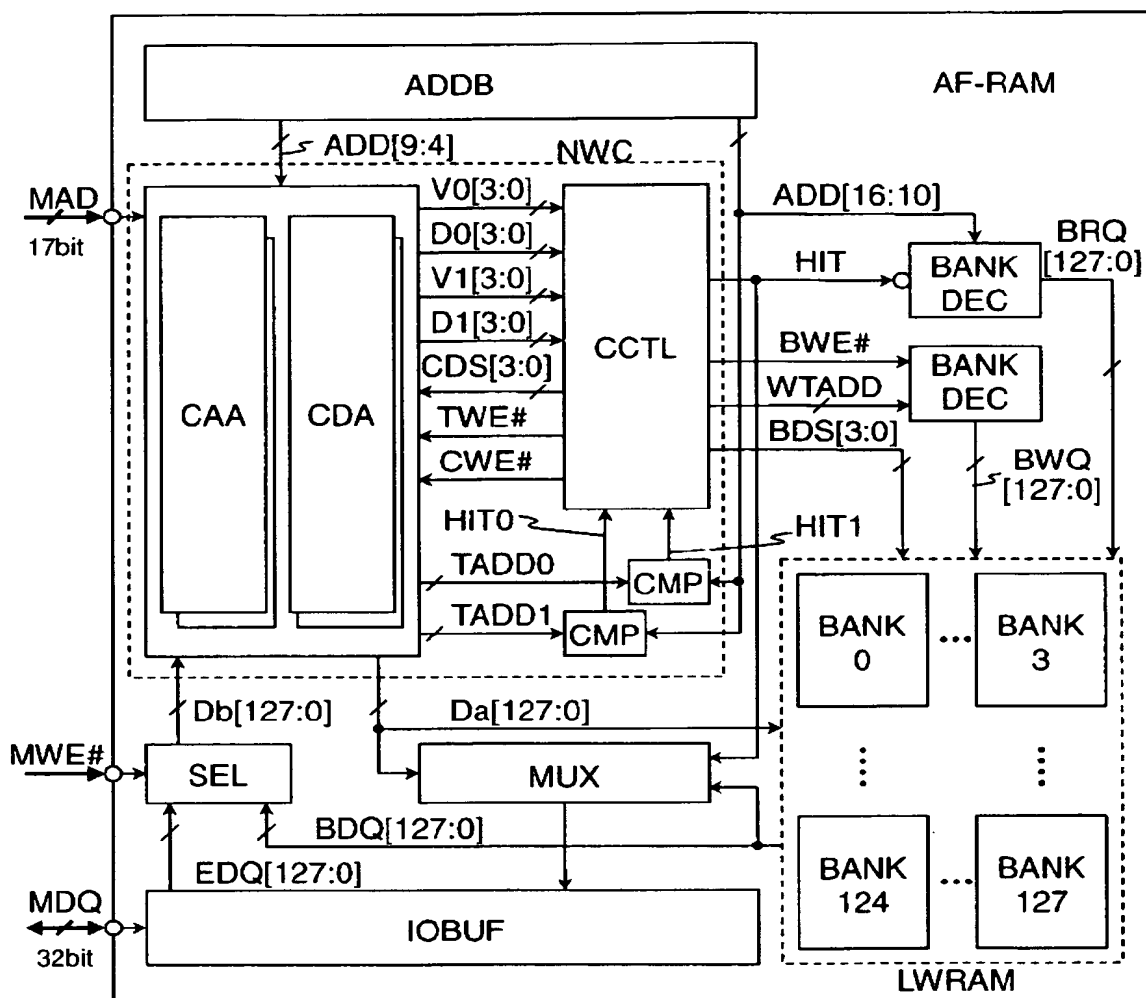 ADDB
AF-RAM
ADD[9:4]
NWC
MAD
17bit
V0[3:0]
D0[3:0]
V1[3:0]
D1[3:0]
CDS[3:0]
TWE#
CWE#
CAA
CDA
CCTL
ADD[16:10]
HIT
BANK
DEC
BRQ
[127:0]
BWE#
WTADD
BANK
DEC
BDS[3:0]
BWQ
[127:0]
HIT0
HIT1
TADD0
CMP
TADD1
CMP
BANK
0
...
BANK
3
Db[127:0]
Da[127:0]
MWE#
SEL
MUX
BDQ[127:0]
EDQ[127:0]
BANK
124
...
BANK
127
MDQ
32bit
IOBUF
LWRAM